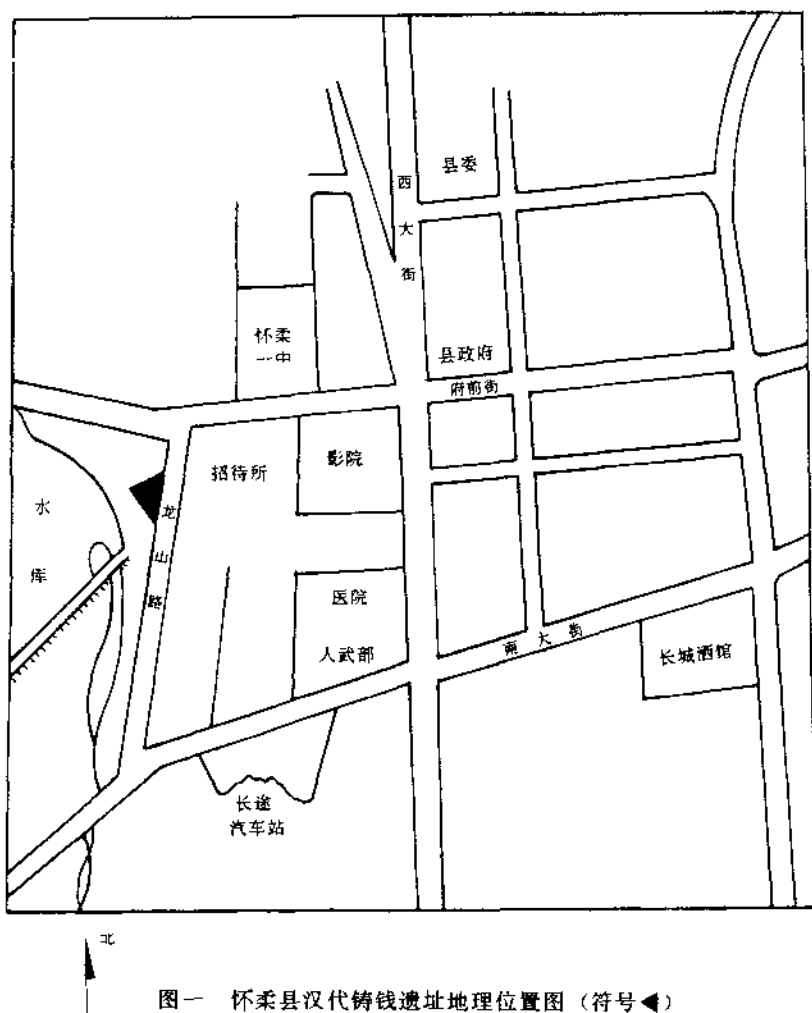 县委
西大街
怀柔
一中
县政府
府前街
招待所
影院
水库
龙山路
医院
人武部
南大街
长城酒馆
长途
汽车站
北
图一 怀柔县汉代铸钱遗址地理位置图（符号◀）